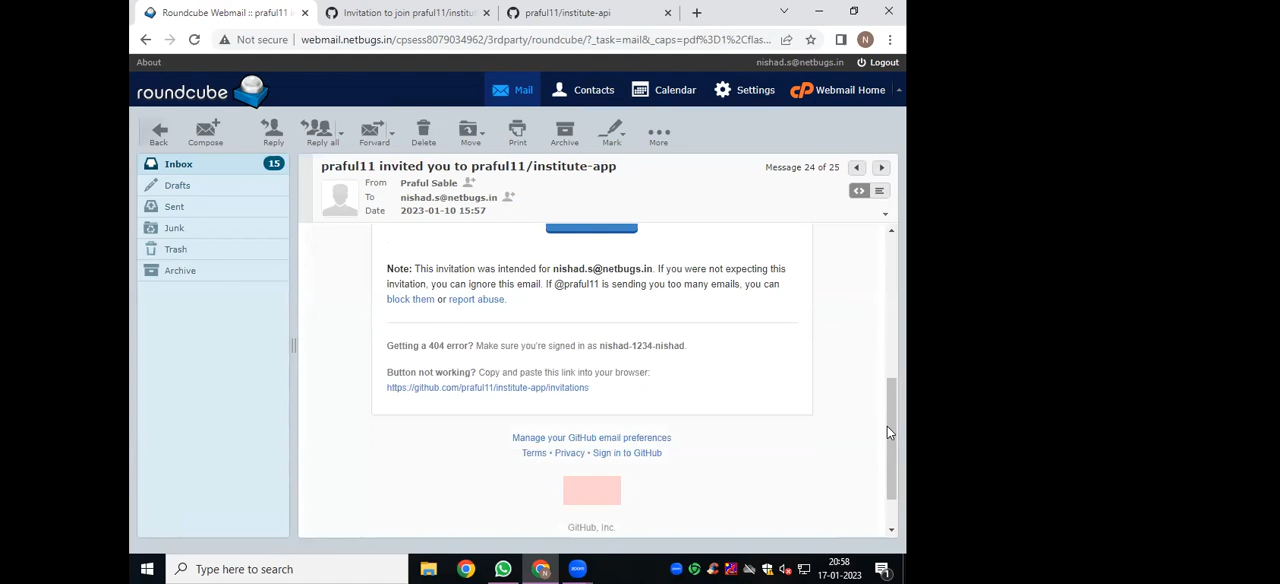 Roundcube Webmail :: praful11 i
Invitation to join praful11/institut
praful11/institute-api
Not secure
webmail.netbugs.in/cpsess8079034962/3rdparty/roundcube/?_task=mail&_caps=pdf%3D1%2Cflas...
N
About
nishad.s@netbugs.in
Logout
roundcube
Mail
Contacts
Calendar
Settings
cP Webmail Home
Back
Compose
Reply
Reply all
Forward
Delete
Move
Print
Archive
Mark
More
Inbox
15
Drafts
Sent
Junk
Trash
Archive
praful11 invited you to praful11/institute-app
Message 24 of 25
From Praful Sable
To nishad.s@netbugs.in
Date 2023-01-10 15:57
Note: This invitation was intended for nishad.s@netbugs.in. If you were not expecting this
invitation, you can ignore this email. If @praful11 is sending you too many emails, you can
block them or report abuse.
Getting a 404 error? Make sure you're signed in as nishad-1234-nishad.
Button not working? Copy and paste this link into your browser:
https://github.com/praful11/institute-app/invitations
Manage your GitHub email preferences
Terms • Privacy • Sign in to GitHub
GitHub, Inc.
Type here to search
zoom
zoom
20:58
17-01-2023
1